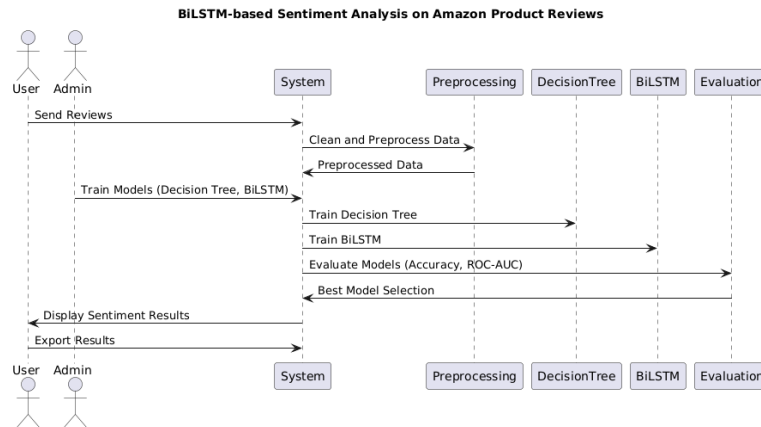 BiLSTM-based Sentiment Analysis on Amazon Product Reviews
User Admin System Preprocessing DecisionTree BiLSTM Evaluation
Send Reviews
Clean and Preprocess Data
Preprocessed Data
Train Models (Decision Tree, BiLSTM)
Train Decision Tree
Train BiLSTM
Evaluate Models (Accuracy, ROC-AUC)
Best Model Selection
Display Sentiment Results
Export Results
User Admin System Preprocessing DecisionTree BiLSTM Evaluation